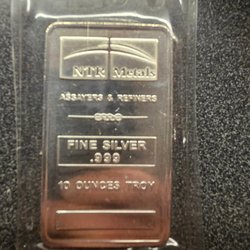 NTR Metals
ASSAYERS & REFINERS
FINE SILVER
.999
10 OUNCES TROY